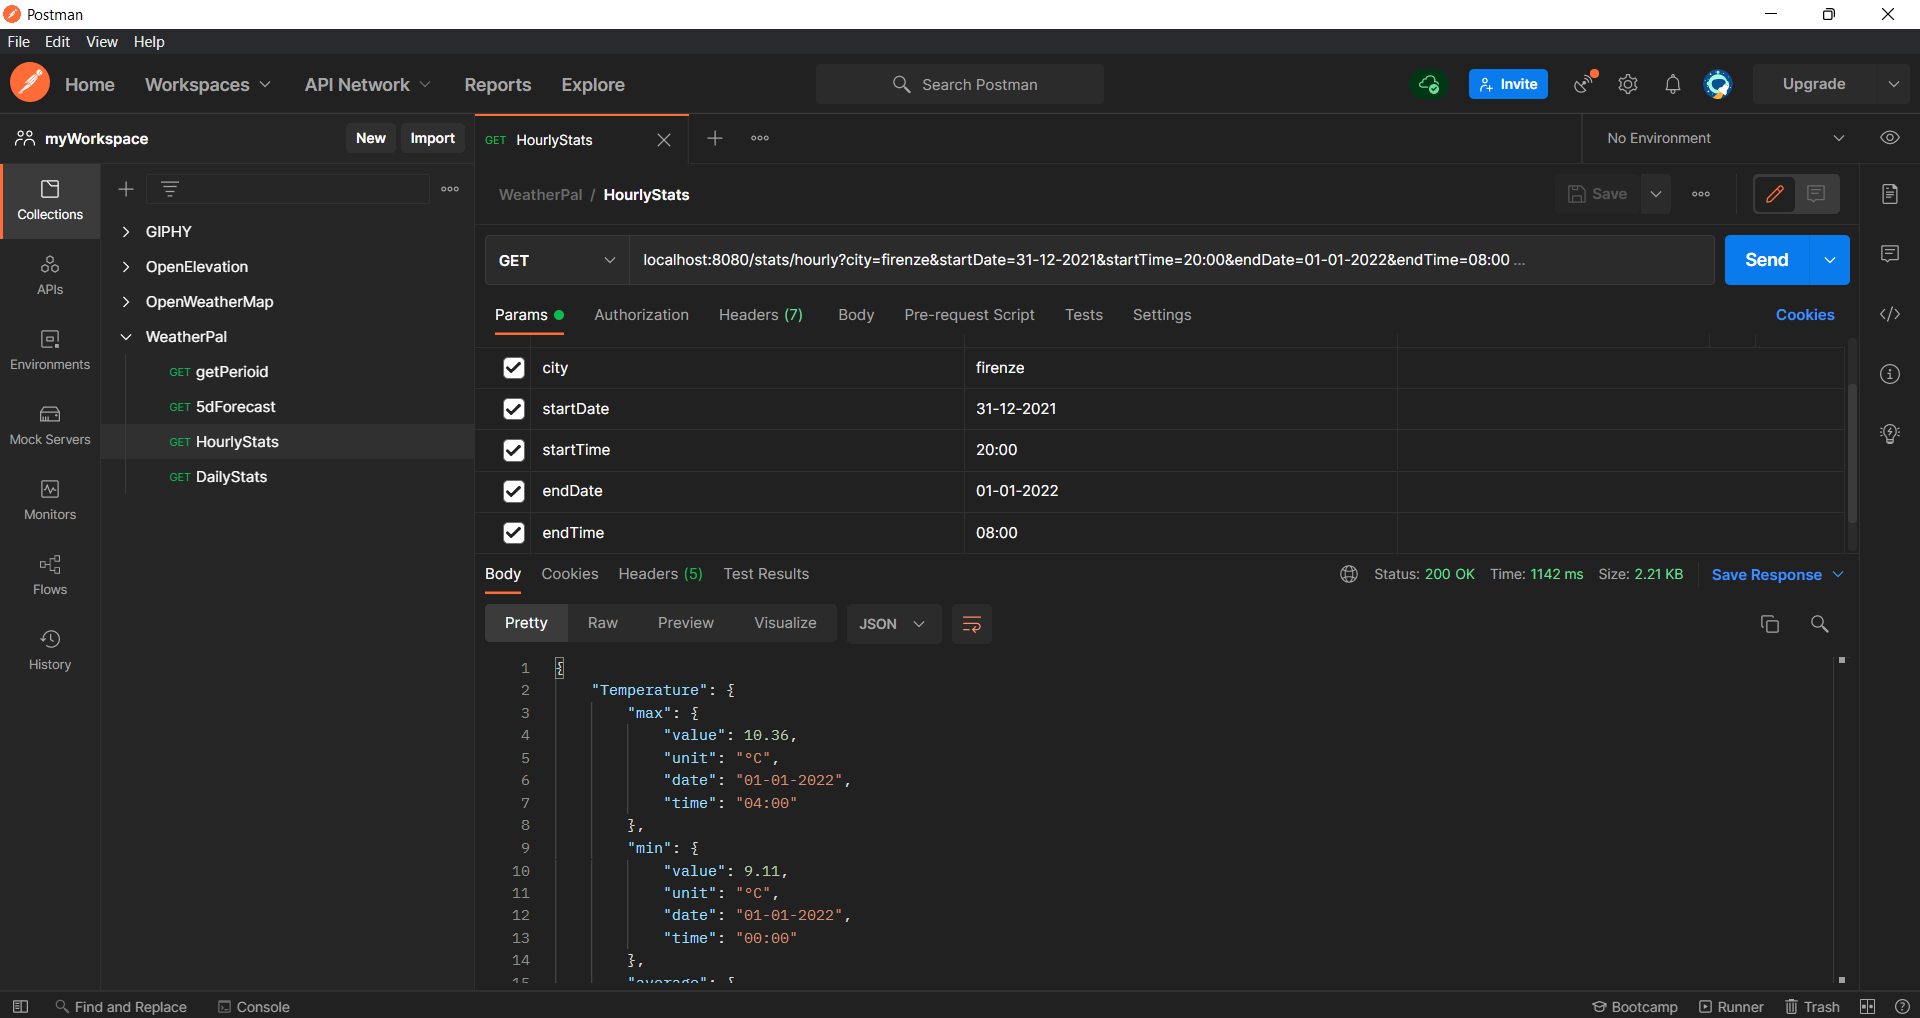 Postman
File Edit View Help
Home Workspaces API Network Reports Explore Search Postman Invite Upgrade
myWorkspace New Import GET HourlyStats No Environment
Collections
APIs
Environments
Mock Servers
Monitors
Flows
History
GIPHY
OpenElevation
OpenWeatherMap
WeatherPal
GET getPerioid
GET 5dForecast
GET HourlyStats
GET DailyStats
WeatherPal / HourlyStats Save
GET localhost:8080/stats/hourly?city=firenze&startDate=31-12-2021&startTime=20:00&endDate=01-01-2022&endTime=08:00 ... Send
Params Authorization Headers (7) Body Pre-request Script Tests Settings Cookies
city firenze
startDate 31-12-2021
startTime 20:00
endDate 01-01-2022
endTime 08:00
Body Cookies Headers (5) Test Results Status: 200 OK Time: 1142 ms Size: 2.21 KB Save Response
Pretty Raw Preview Visualize JSON
1 {
2 "Temperature": {
3 "max": {
4 "value": 10.36,
5 "unit": "°C",
6 "date": "01-01-2022",
7 "time": "04:00"
8 },
9 "min": {
10 "value": 9.11,
11 "unit": "°C",
12 "date": "01-01-2022",
13 "time": "00:00"
14 },
15 "average": {
Find and Replace Console Bootcamp Runner Trash